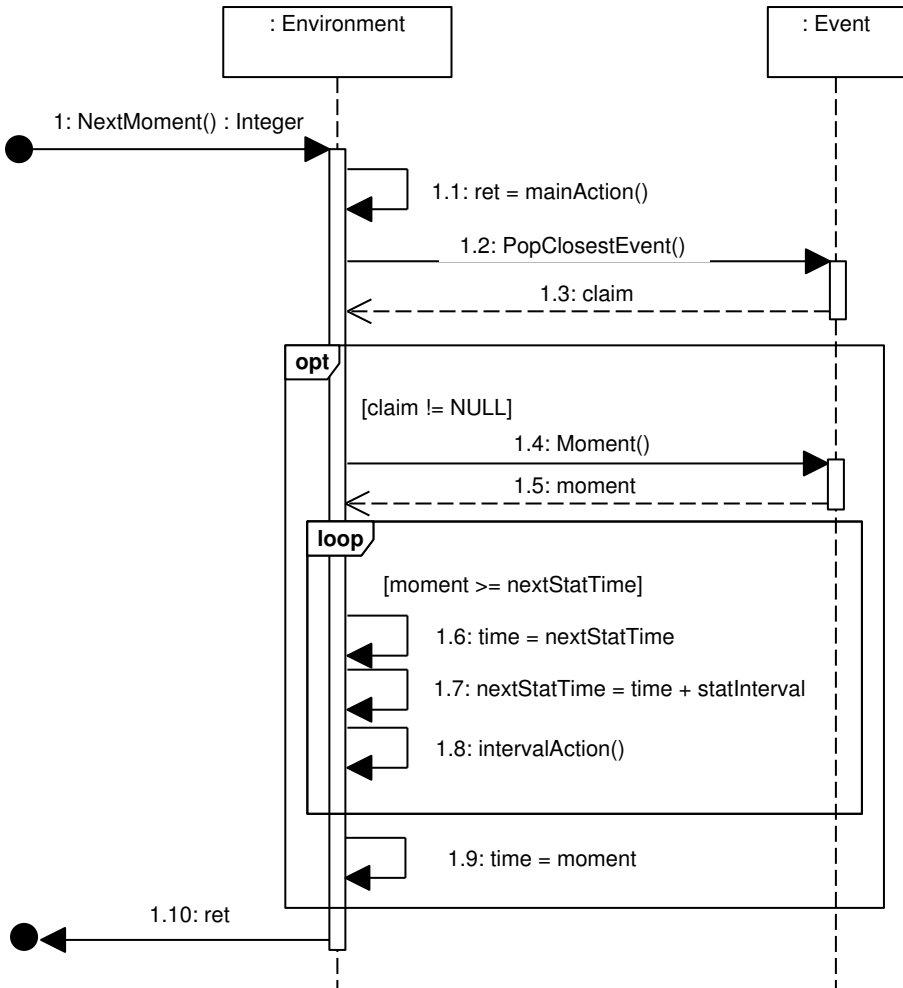 : Environment
: Event
1: NextMoment() : Integer
1.1: ret = mainAction()
1.2: PopClosestEvent()
1.3: claim
opt
[claim != NULL]
1.4: Moment()
1.5: moment
loop
[moment >= nextStatTime]
1.6: time = nextStatTime
1.7: nextStatTime = time + statInterval
1.8: intervalAction()
1.9: time = moment
1.10: ret